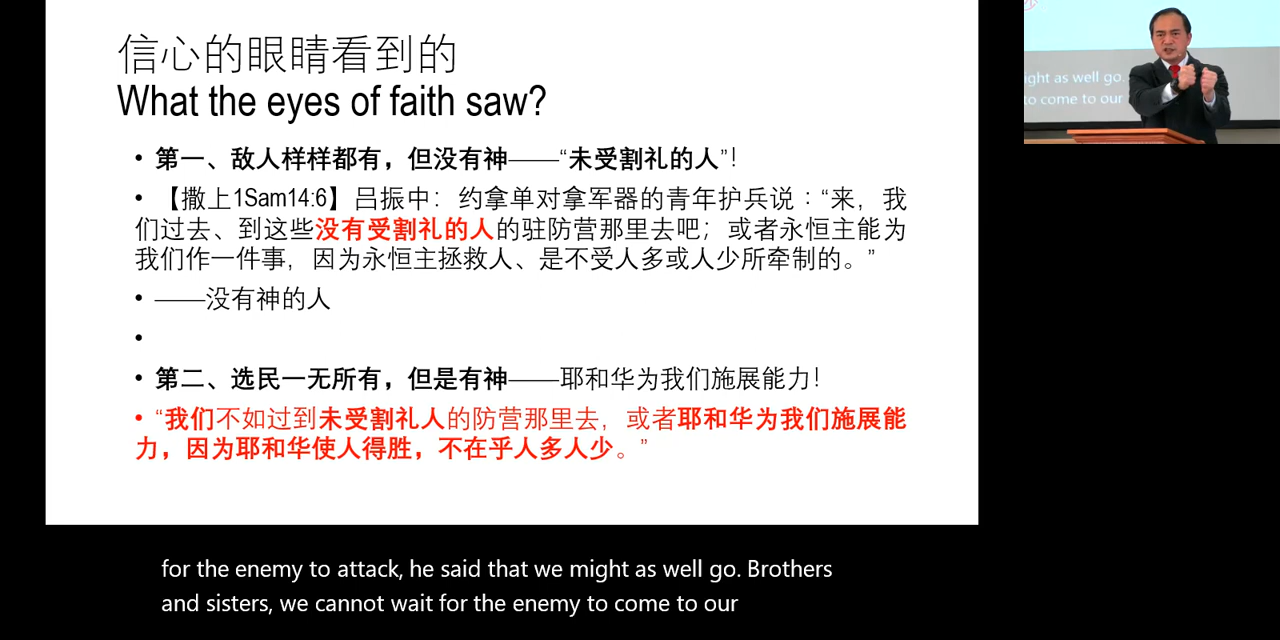 信心的眼睛看到的
What the eyes of faith saw?
• 第一、敌人样样都有，但没有神——“未受割礼的人”！
• 【撒上1Sam14:6】吕振中：约拿单对拿军器的青年护兵说：“来，我
们过去、到这些没有受割礼的人的驻防营那里去吧；或者永恒主能为
我们作一件事，因为永恒主拯救人、是不受人多或人少所牵制的。”
• ——没有神的人
•
• 第二、选民一无所有，但是有神——耶和华为我们施展能力！
• “我们不如过到未受割礼人的防营那里去，或者耶和华为我们施展能
力，因为耶和华使人得胜，不在乎人多人少。”
ight as well go.
to come to our
for the enemy to attack, he said that we might as well go. Brothers
and sisters, we cannot wait for the enemy to come to our